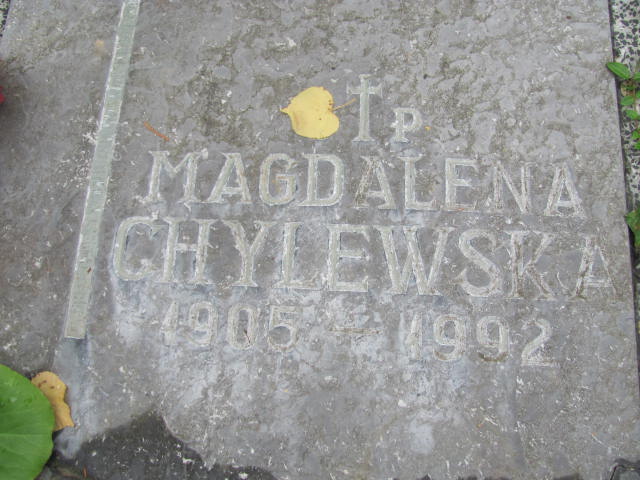 † P
MAGDALENA
CHYLEWSKA
1905 — 1992